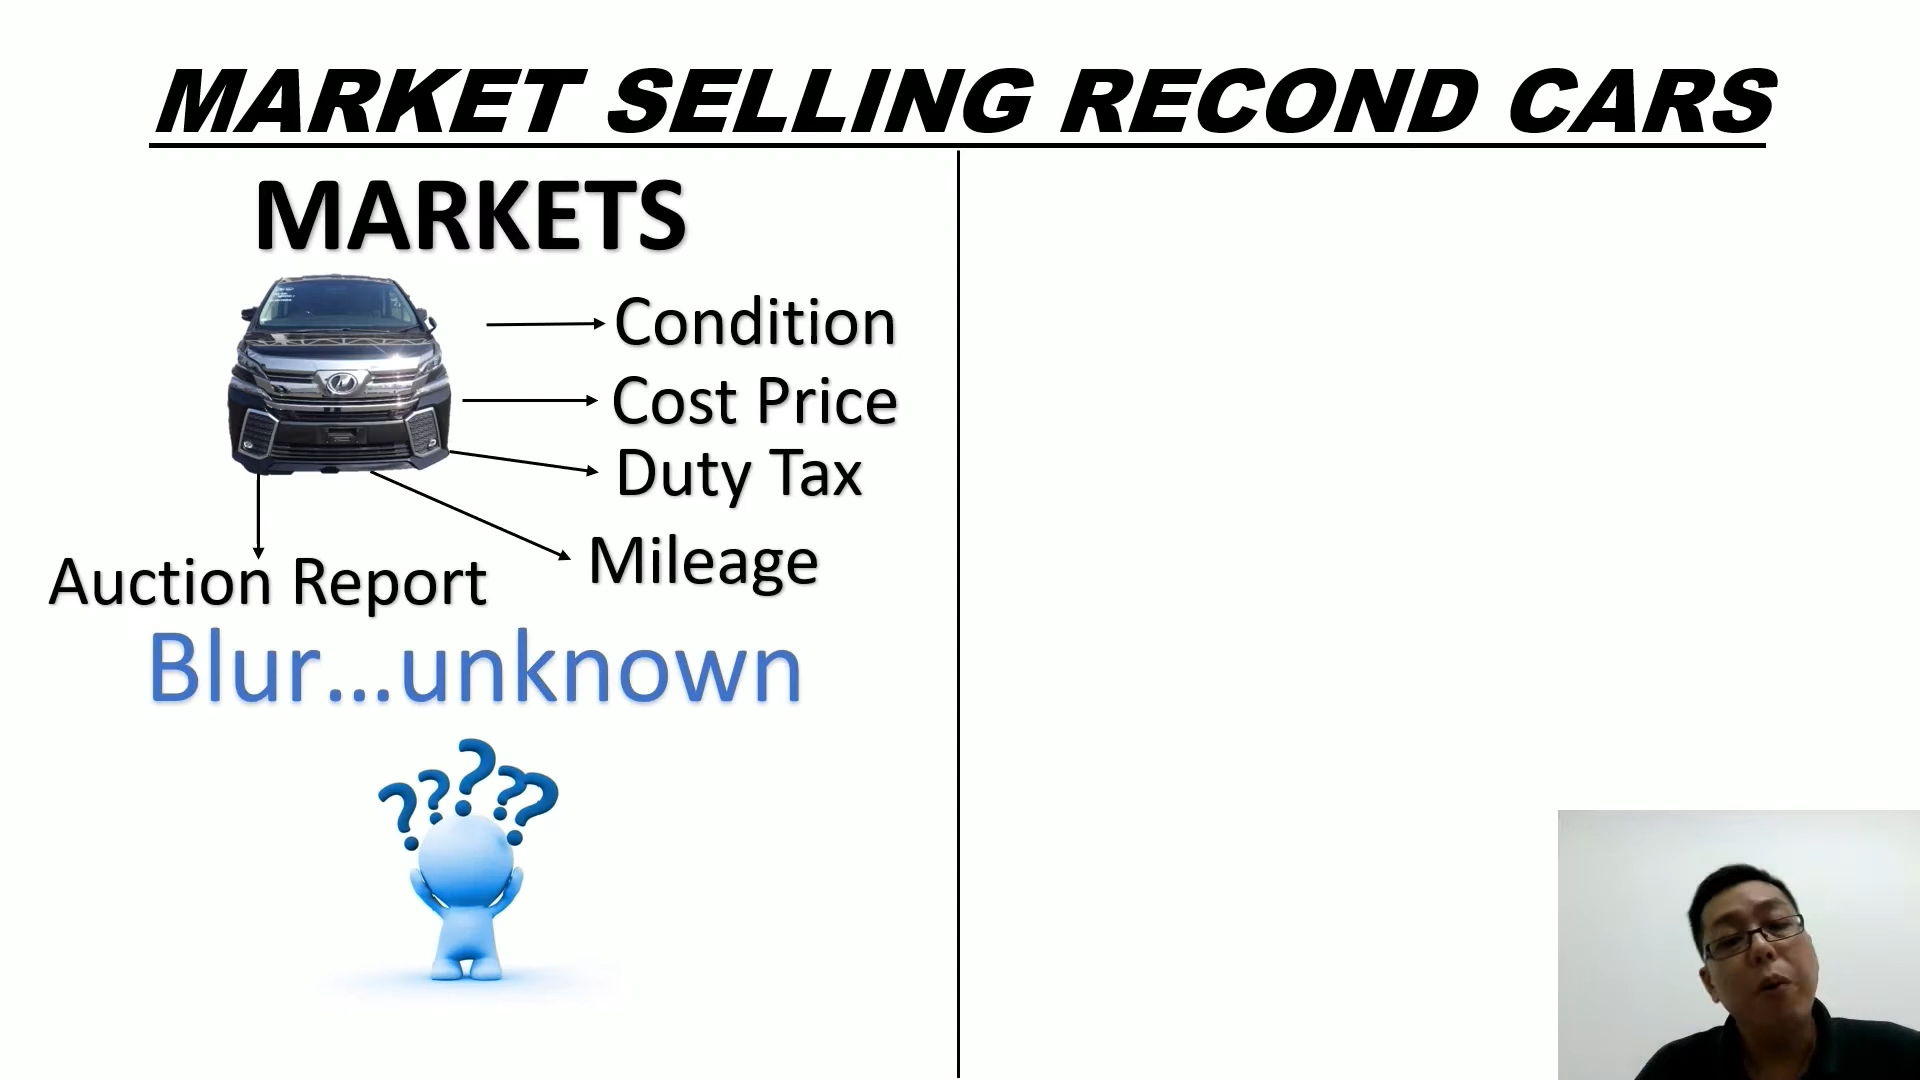 MARKET SELLING RECOND CARS
MARKETS
Condition
Cost Price
Duty Tax
Mileage
Auction Report
Blur...unknown
?????